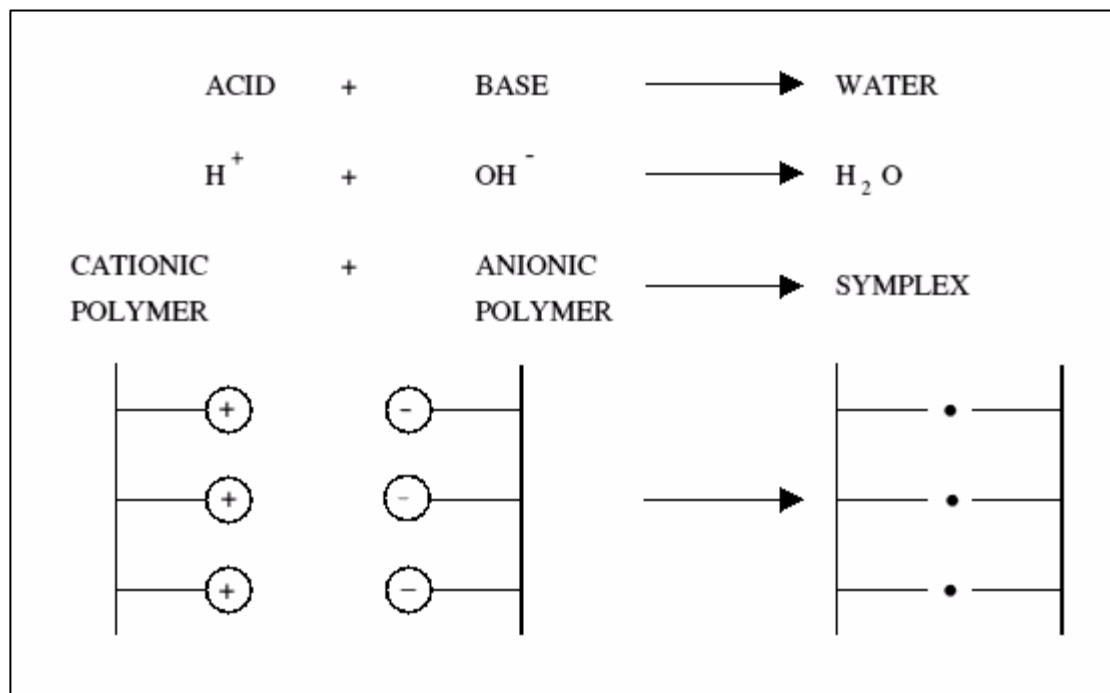 ACID + BASE WATER
H⁺ + OH⁻ H₂O
CATIONIC + ANIONIC SYMPLEX
POLYMER POLYMER
+ -
+ -
+ -